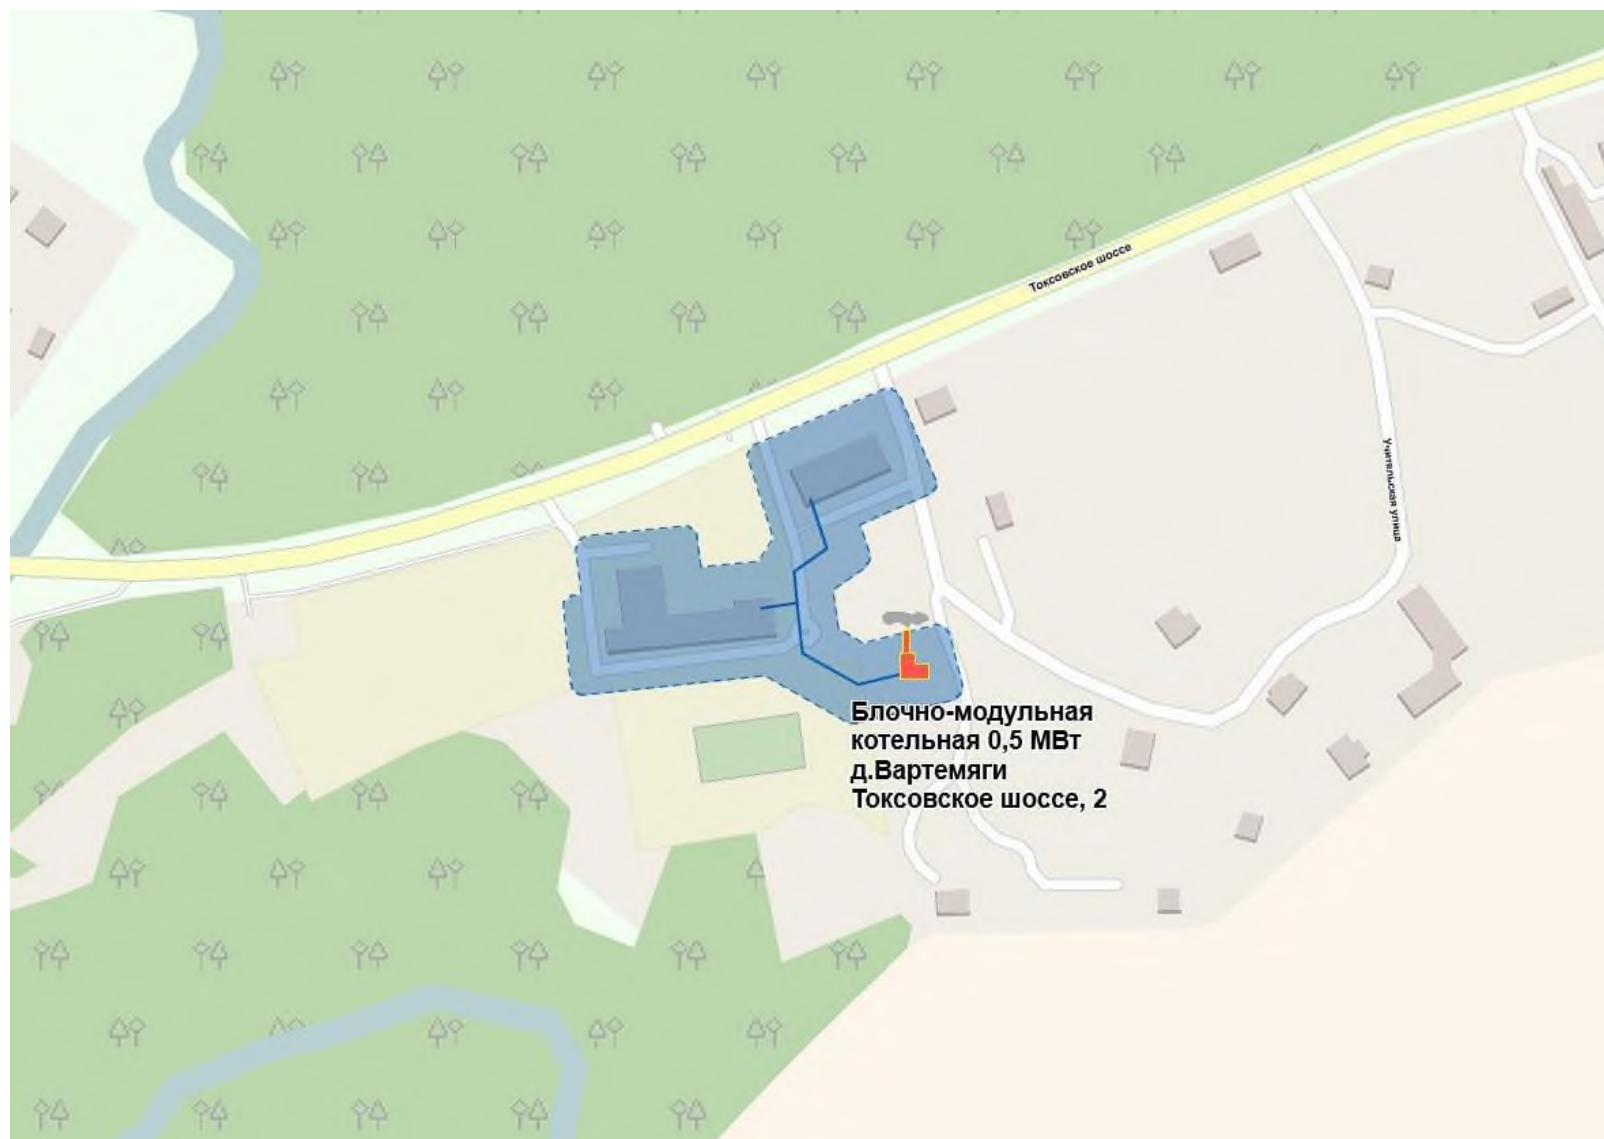 Токсовское шоссе
Учительская улица
Блочно-модульная
котельная 0,5 МВт
д.Вартемяги
Токсовское шоссе, 2